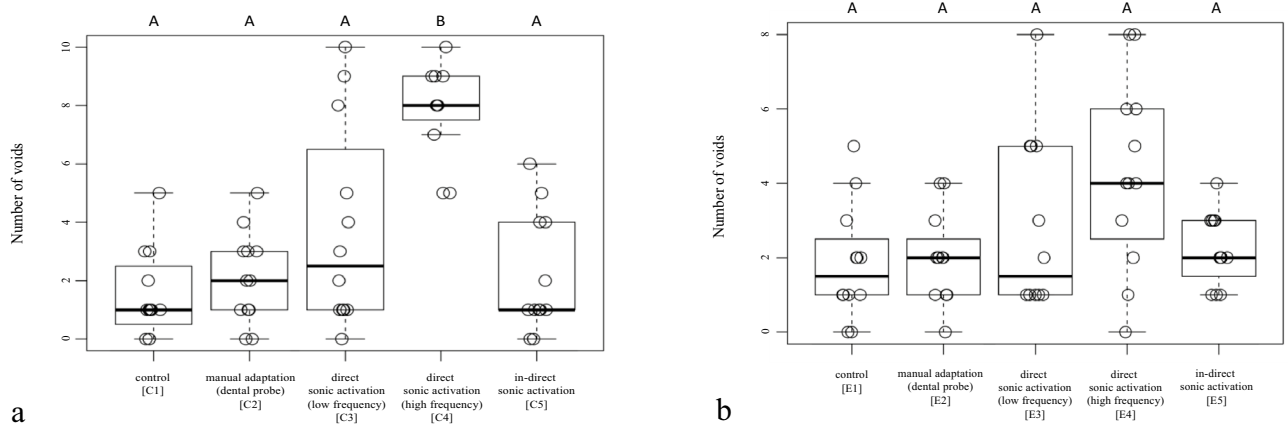 A A A B A
Number of voids
10
8
6
4
2
0
control
[C1]
manual adaptation
(dental probe)
[C2]
direct
sonic activation
(low frequency)
[C3]
direct
sonic activation
(high frequency)
[C4]
in-direct
sonic activation
[C5]
a
A A A A A
Number of voids
8
6
4
2
0
control
[E1]
manual adaptation
(dental probe)
[E2]
direct
sonic activation
(low frequency)
[E3]
direct
sonic activation
(high frequency)
[E4]
in-direct
sonic activation
[E5]
b